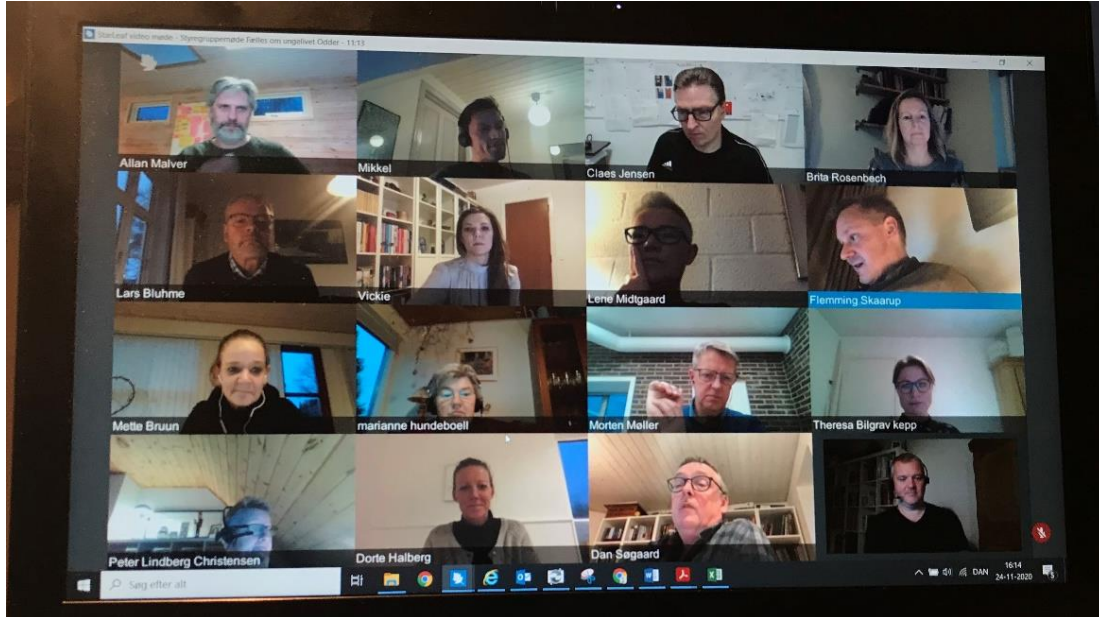 StarLeaf video møde - Styregruppemøde Fælles om ungelivet Odder - 11:11
Allan Malver
Mikkel
Claes Jensen
Brita Rosenbech
Lars Bluhme
Vickie
Lene Midtgaard
Flemming Skaarup
Mette Bruun
marianne hundeboell
Morten Møller
Theresa Bilgrav kepp
Peter Lindberg Christensen
Dorte Halberg
Dan Søgaard
Søg efter alt
DAN
16:14
24-11-2020